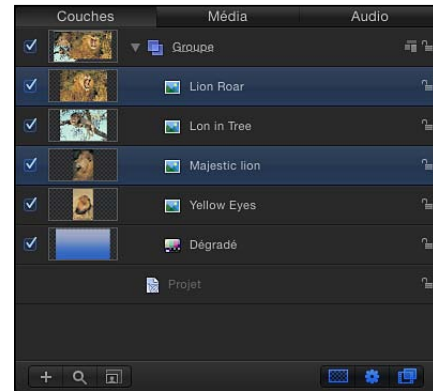 Couches Média Audio
Groupe
Lion Roar
Lon in Tree
Majestic lion
Yellow Eyes
Dégradé
Projet